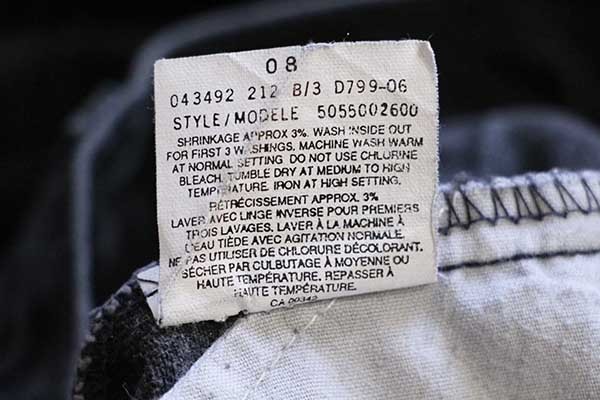 08
043492 212 B/3 D799-06
STYLE/MODELE 5055002600
SHRINKAGE APPROX 3%. WASH INSIDE OUT
FOR FIRST 3 WASHINGS. MACHINE WASH WARM
AT NORMAL SETTING DO NOT USE CHLORINE
BLEACH. TUMBLE DRY AT MEDIUM TO HIGH
TEMPERATURE. IRON AT HIGH SETTING.
RÉTRÉCISSEMENT APPROX. 3%
LAVER AVEC LINGE INVERSE POUR PREMIERS
TROIS LAVAGES. LAVER À LA MACHINE À
L'EAU TIÈDE AVEC AGITATION NORMALE.
NE PAS UTILISER DE CHLORURE DÉCOLORANT.
SÉCHER PAR CULBUTAGE À MOYENNE OU
HAUTE TEMPÉRATURE. REPASSER À
HAUTE TEMPÉRATURE.
CA 00342